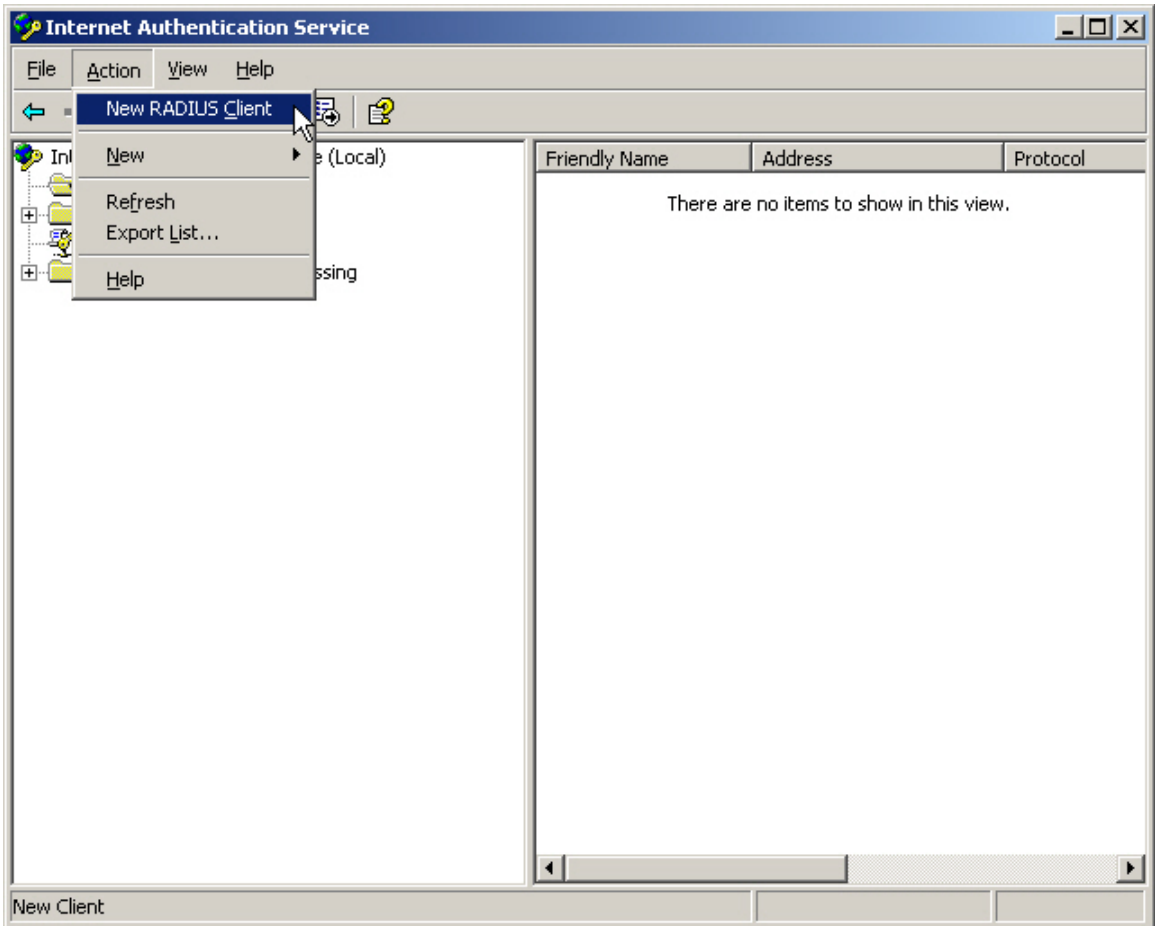 Internet Authentication Service
File Action View Help
New RADIUS Client
New
Refresh
Export List...
Help
e (Local)
ssing
Friendly Name Address Protocol
There are no items to show in this view.
New Client